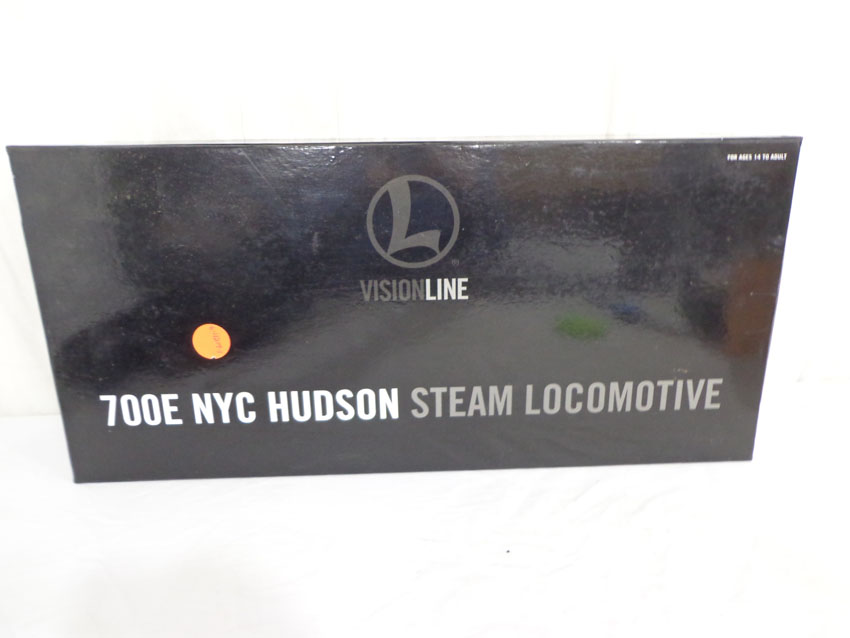 FOR AGES 14 TO ADULT
L
VISIONLINE
700E NYC HUDSON STEAM LOCOMOTIVE